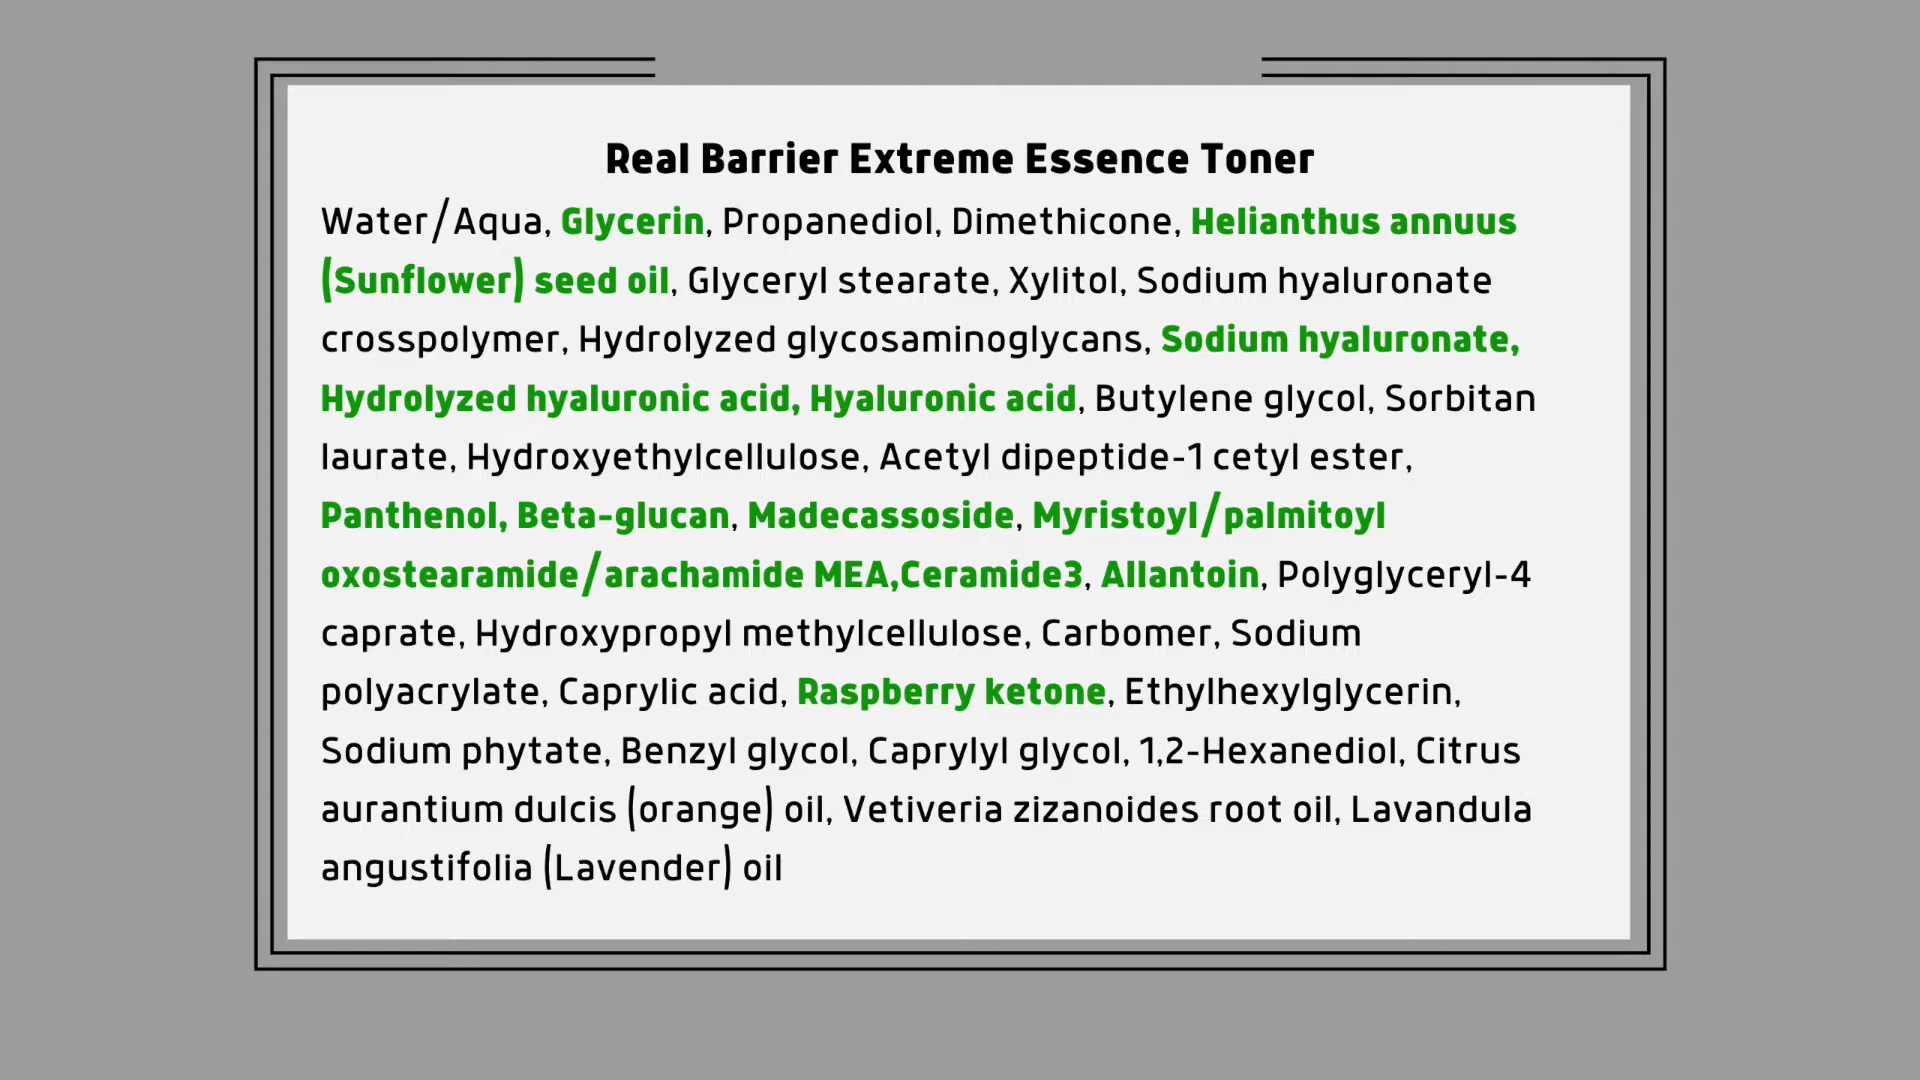 Real Barrier Extreme Essence Toner
Water/Aqua, Glycerin, Propanediol, Dimethicone, Helianthus annuus
(Sunflower) seed oil, Glyceryl stearate, Xylitol, Sodium hyaluronate
crosspolymer, Hydrolyzed glycosaminoglycans, Sodium hyaluronate,
Hydrolyzed hyaluronic acid, Hyaluronic acid, Butylene glycol, Sorbitan
laurate, Hydroxyethylcellulose, Acetyl dipeptide-1 cetyl ester,
Panthenol, Beta-glucan, Madecassoside, Myristoyl/palmitoyl
oxostearamide/arachamide MEA,Ceramide3, Allantoin, Polyglyceryl-4
caprate, Hydroxypropyl methylcellulose, Carbomer, Sodium
polyacrylate, Caprylic acid, Raspberry ketone, Ethylhexylglycerin,
Sodium phytate, Benzyl glycol, Caprylyl glycol, 1,2-Hexanediol, Citrus
aurantium dulcis (orange) oil, Vetiveria zizanoides root oil, Lavandula
angustifolia (Lavender) oil